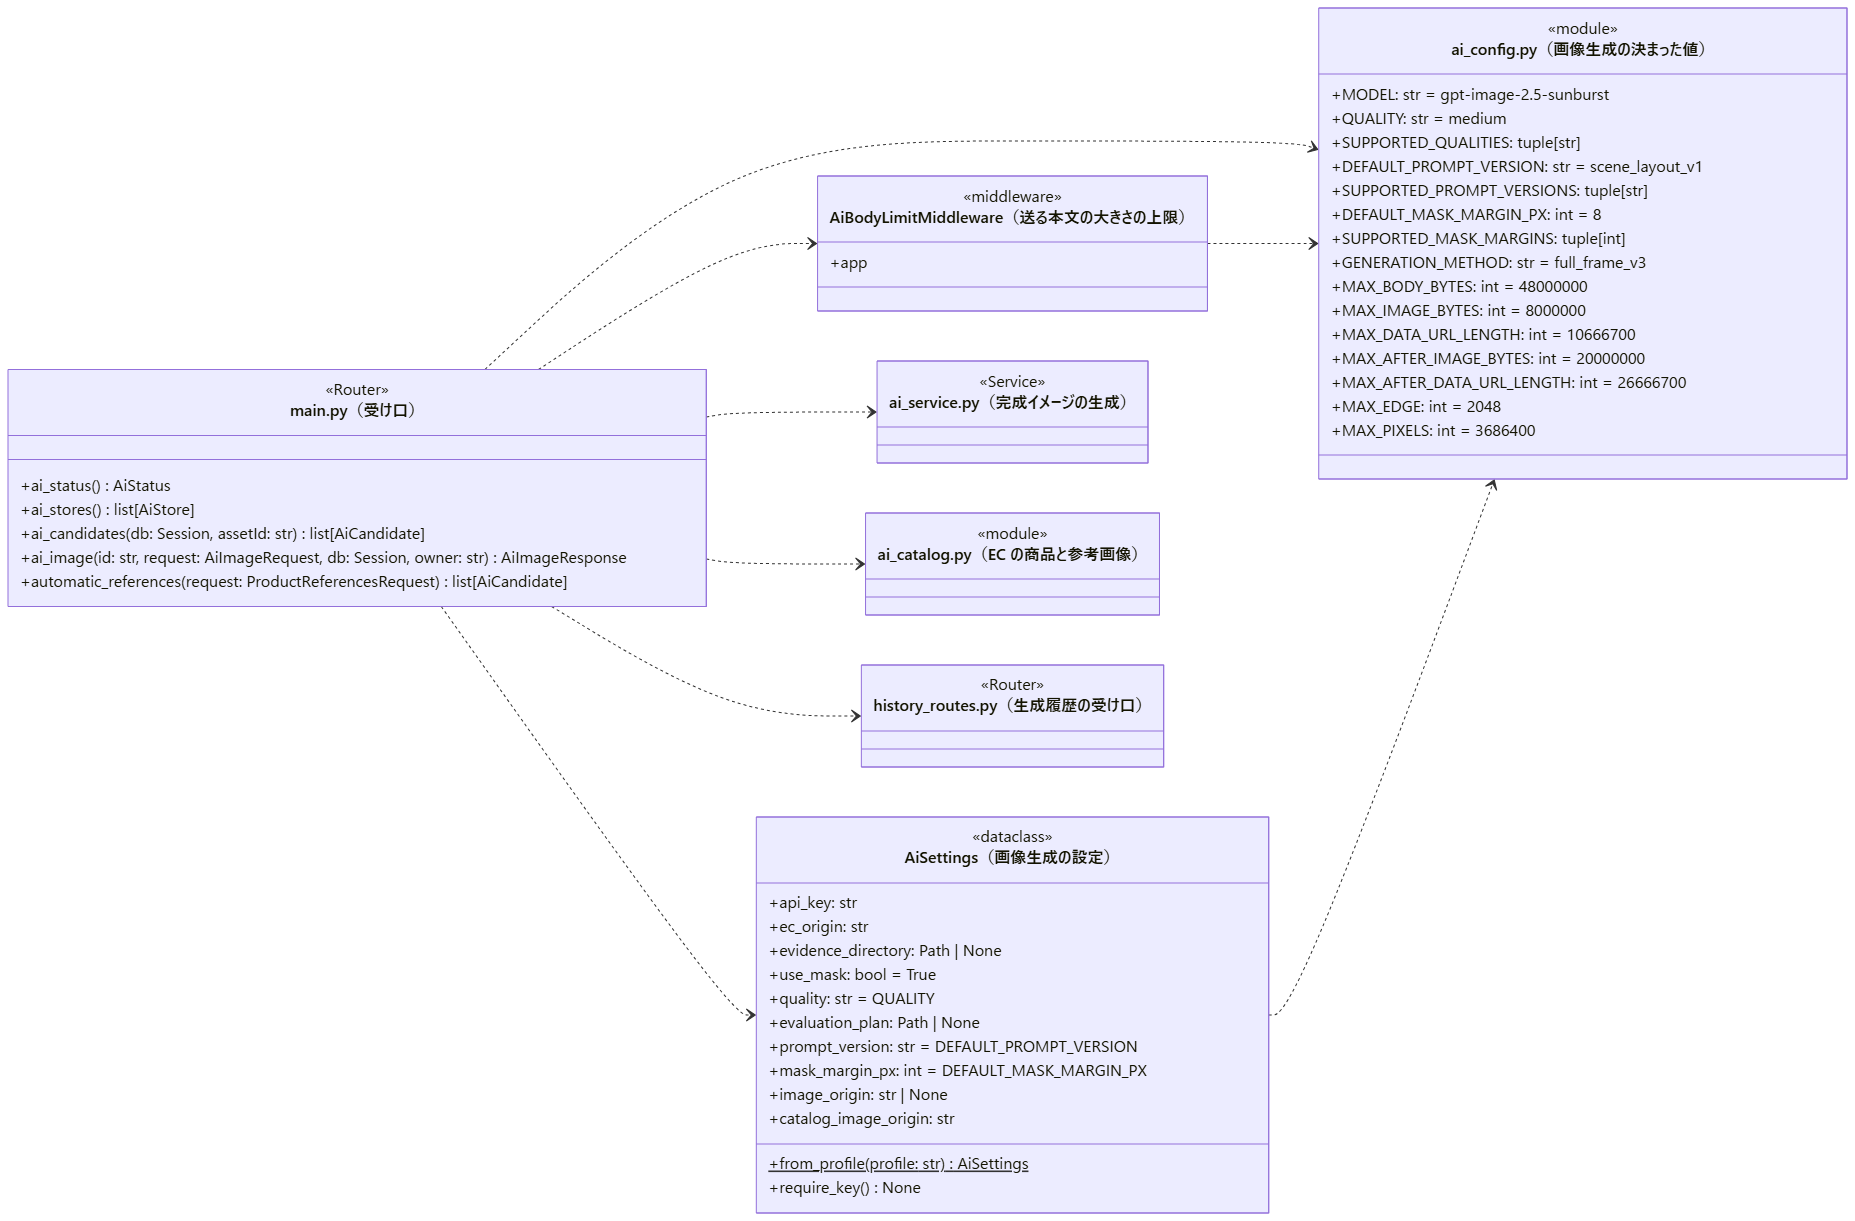 «module»
ai_config.py（画像生成の決まった値）
+MODEL: str = gpt-image-2.5-sunburst
+QUALITY: str = medium
+SUPPORTED_QUALITIES: tuple[str]
+DEFAULT_PROMPT_VERSION: str = scene_layout_v1
+SUPPORTED_PROMPT_VERSIONS: tuple[str]
+DEFAULT_MASK_MARGIN_PX: int = 8
+SUPPORTED_MASK_MARGINS: tuple[int]
+GENERATION_METHOD: str = full_frame_v3
+MAX_BODY_BYTES: int = 48000000
+MAX_IMAGE_BYTES: int = 8000000
+MAX_DATA_URL_LENGTH: int = 10666700
+MAX_AFTER_IMAGE_BYTES: int = 20000000
+MAX_AFTER_DATA_URL_LENGTH: int = 26666700
+MAX_EDGE: int = 2048
+MAX_PIXELS: int = 3686400
«middleware»
AiBodyLimitMiddleware（送る本文の大きさの上限）
+app
«Router»
main.py（受け口）
+ai_status() : AiStatus
+ai_stores() : list[AiStore]
+ai_candidates(db: Session, assetId: str) : list[AiCandidate]
+ai_image(id: str, request: AiImageRequest, db: Session, owner: str) : AiImageResponse
+automatic_references(request: ProductReferencesRequest) : list[AiCandidate]
«Service»
ai_service.py（完成イメージの生成）
«module»
ai_catalog.py（EC の商品と参考画像）
«Router»
history_routes.py（生成履歴の受け口）
«dataclass»
AiSettings（画像生成の設定）
+api_key: str
+ec_origin: str
+evidence_directory: Path | None
+use_mask: bool = True
+quality: str = QUALITY
+evaluation_plan: Path | None
+prompt_version: str = DEFAULT_PROMPT_VERSION
+mask_margin_px: int = DEFAULT_MASK_MARGIN_PX
+image_origin: str | None
+catalog_image_origin: str
+from_profile(profile: str) : AiSettings
+require_key() : None